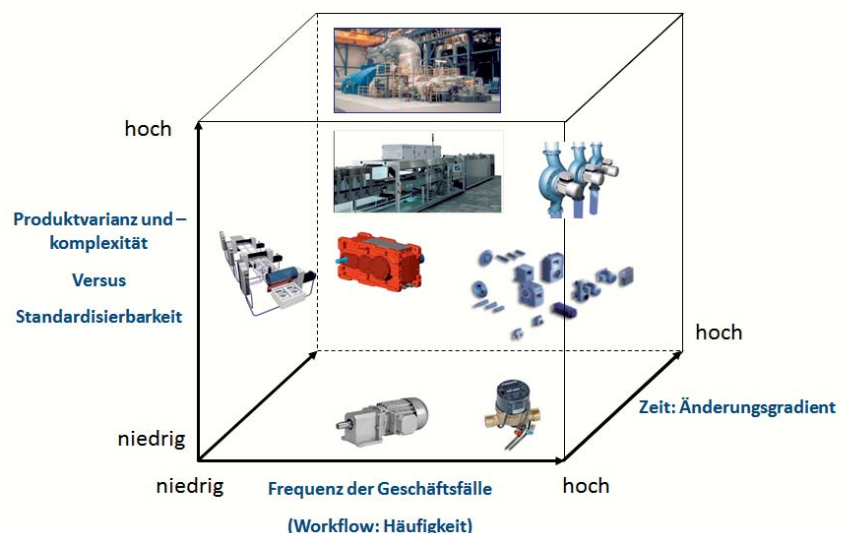 hoch
Produktvarianz und –
komplexität
Versus
Standardisierbarkeit
hoch
Zeit: Änderungsgradient
niedrig
niedrig
Frequenz der Geschäftsfälle
hoch
(Workflow: Häufigkeit)